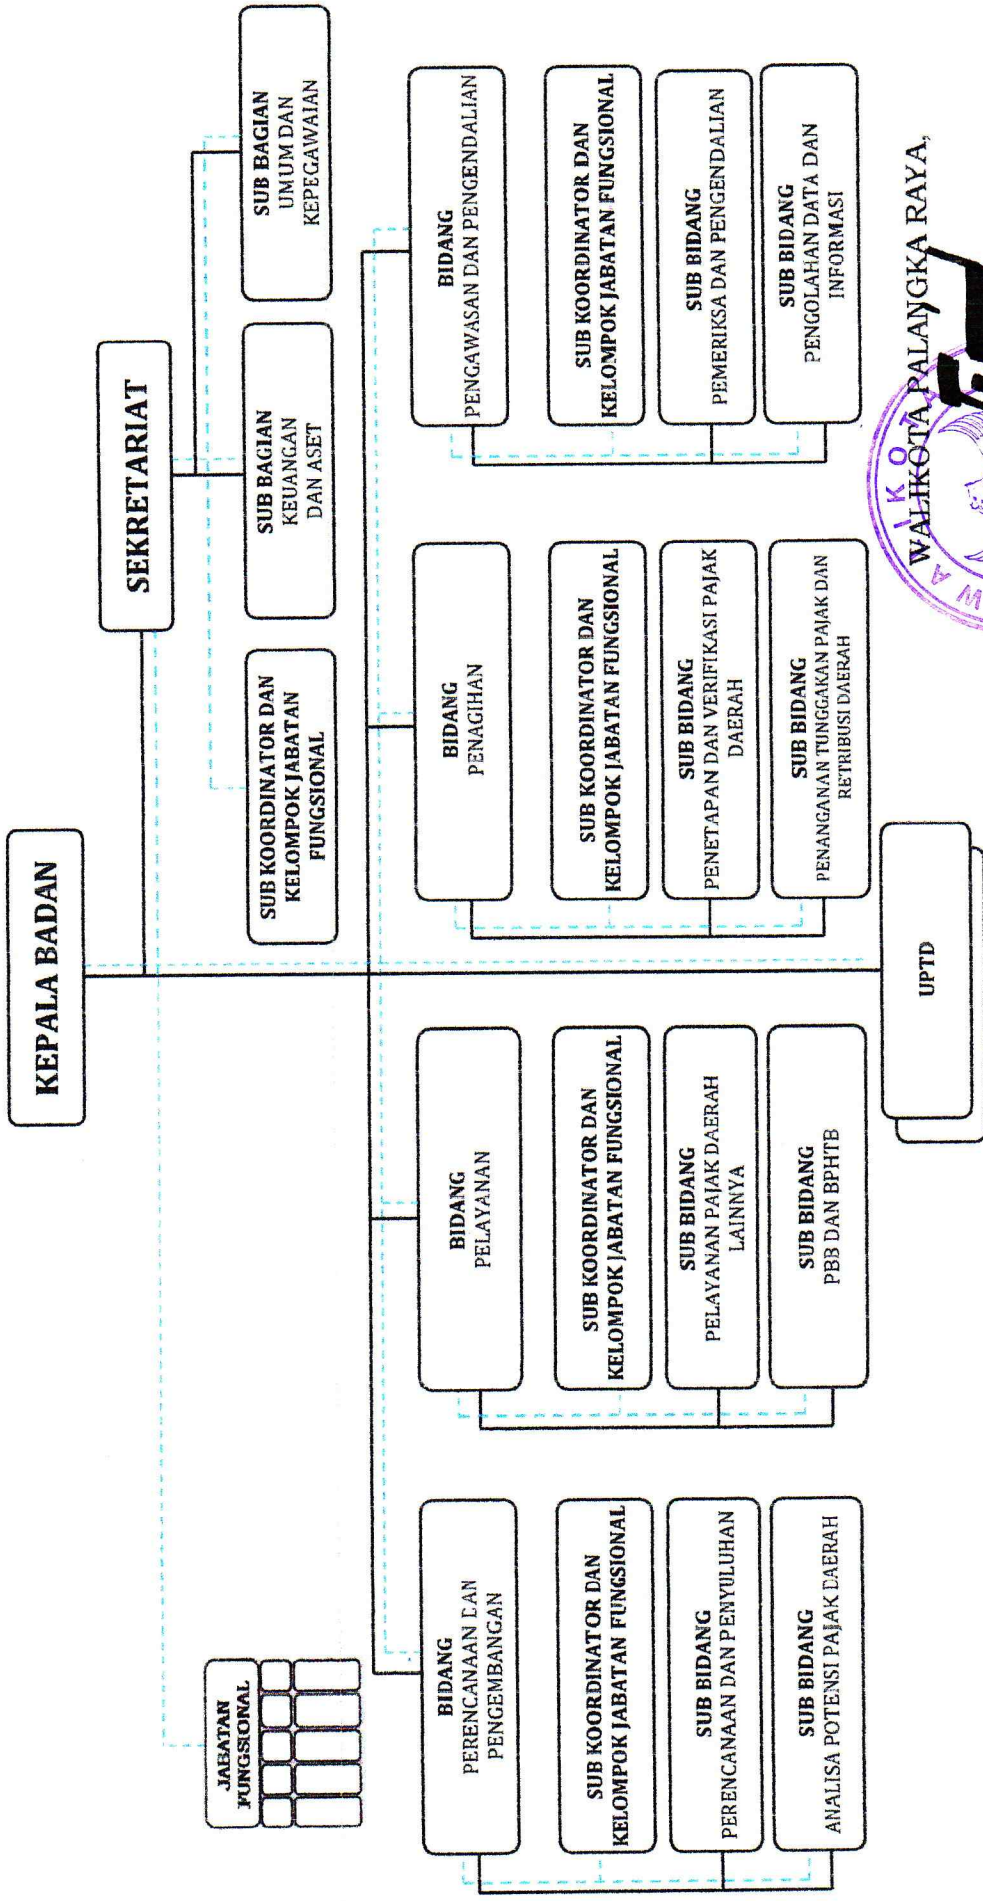 KEPALA BADAN
SEKRETARIAT
JABATAN
FUNGSIONAL
SUB KOORDINATOR DAN
KELOMPOK JABATAN
FUNGSIONAL
SUB BAGIAN
KEUANGAN
DAN ASET
SUB BAGIAN
UMUM DAN
KEPEGAWAIAN
BIDANG
PERENCANAAN DAN
PENGEMBANGAN
SUB KOORDINATOR DAN
KELOMPOK JABATAN FUNGSIONAL
SUB BIDANG
PERENCANAAN DAN PENYULUHAN
SUB BIDANG
ANALISA POTENSI PAJAK DAERAH
BIDANG
PELAYANAN
SUB KOORDINATOR DAN
KELOMPOK JABATAN FUNGSIONAL
SUB BIDANG
PELAYANAN PAJAK DAERAH
LAINNYA
SUB BIDANG
PBB DAN BPHTB
BIDANG
PENAGIHAN
SUB KOORDINATOR DAN
KELOMPOK JABATAN FUNGSIONAL
SUB BIDANG
PENETAPAN DAN VERIFIKASI PAJAK
DAERAH
SUB BIDANG
PENANGANAN TUNGGAKAN PAJAK DAN
RETRIBUSI DAERAH
BIDANG
PENGAWASAN DAN PENGENDALIAN
SUB KOORDINATOR DAN
KELOMPOK JABATAN FUNGSIONAL
SUB BIDANG
PEMERIKSA DAN PENGENDALIAN
SUB BIDANG
PENGOLAHAN DATA DAN
INFORMASI
UPTD
WALIKOTA PALANGKA RAYA,
WALIKOTA